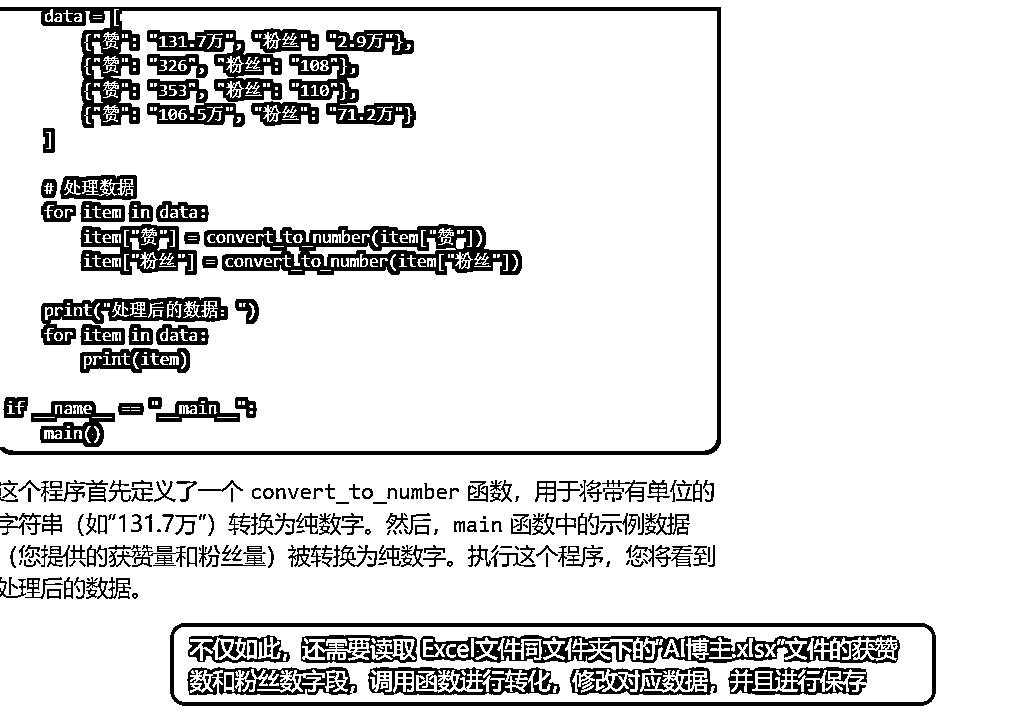 data = [
{"赞": "131.7万", "粉丝": "2.9万"},
{"赞": "326", "粉丝": "108"},
{"赞": "353", "粉丝": "110"},
{"赞": "106.5万", "粉丝": "71.2万"}
]
# 处理数据
for item in data:
item["赞"] = convert_to_number(item["赞"])
item["粉丝"] = convert_to_number(item["粉丝"])
print("处理后的数据：")
for item in data:
print(item)
if __name__ == "__main__":
main()
这个程序首先定义了一个 convert_to_number 函数，用于将带有单位的
字符串（如“131.7万”）转换为纯数字。然后，main 函数中的示例数据
（您提供的获赞量和粉丝量）被转换为纯数字。执行这个程序，您将看到
处理后的数据。
不仅如此，还需要读取 Excel文件同文件夹下的“AI博主.xlsx”文件的获赞
数和粉丝数字段，调用函数进行转化，修改对应数据，并且进行保存